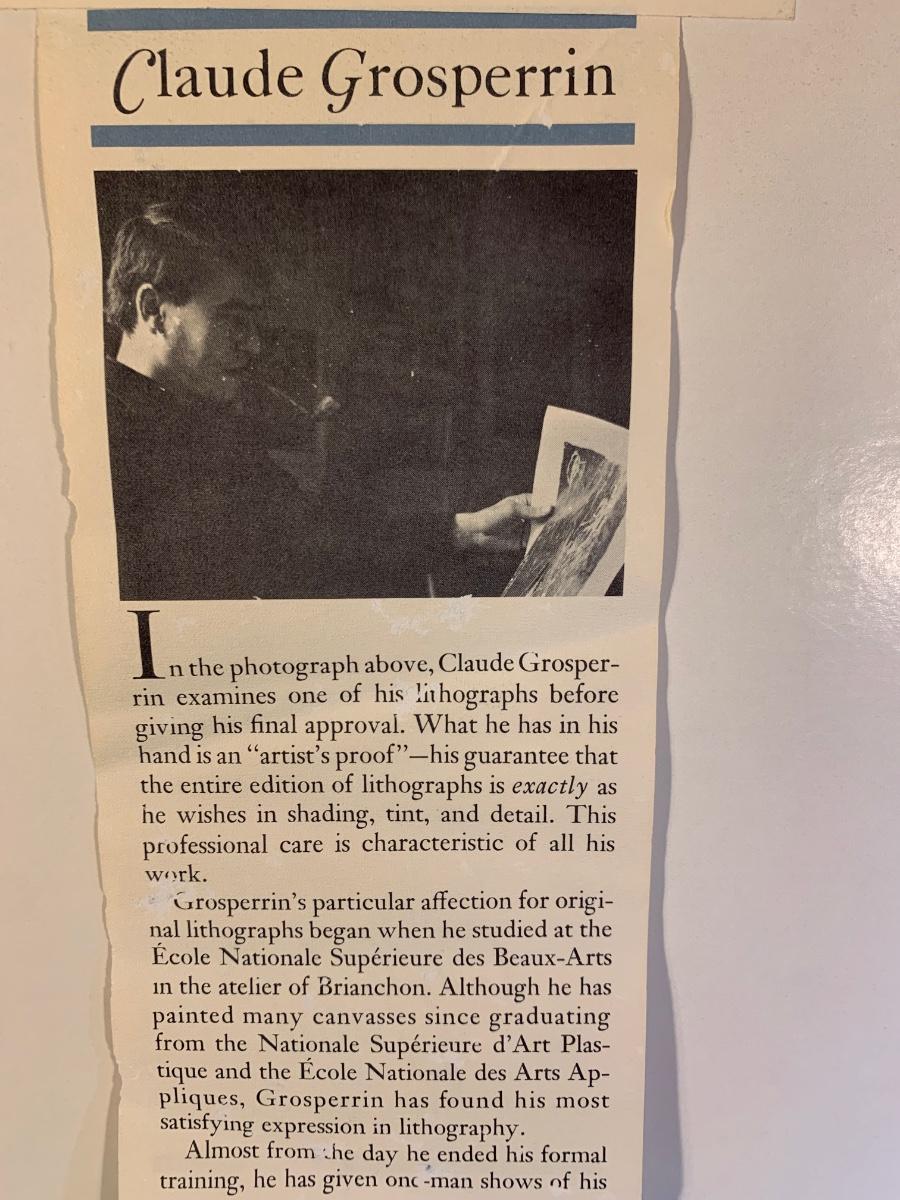 Claude Grosperrin
In the photograph above, Claude Grosper-
rin examines one of his lithographs before
giving his final approval. What he has in his
hand is an “artist’s proof”—his guarantee that
the entire edition of lithographs is exactly as
he wishes in shading, tint, and detail. This
professional care is characteristic of all his
work.
Grosperrin’s particular affection for origi-
nal lithographs began when he studied at the
École Nationale Supérieure des Beaux-Arts
in the atelier of Brianchon. Although he has
painted many canvasses since graduating
from the Nationale Supérieure d’Art Plas-
tique and the École Nationale des Arts Ap-
pliques, Grosperrin has found his most
satisfying expression in lithography.
Almost from the day he ended his formal
training, he has given one-man shows of his